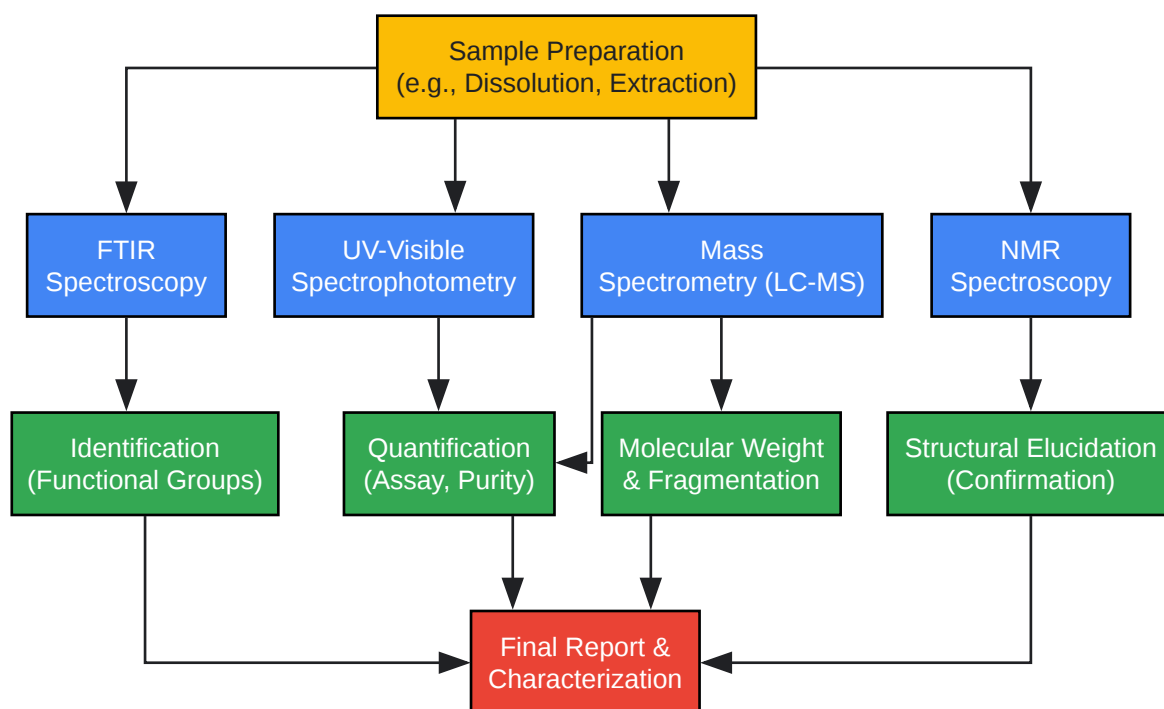 Sample Preparation
(e.g., Dissolution, Extraction)
FTIR
Spectroscopy
UV-Visible
Spectrophotometry
Mass
Spectrometry (LC-MS)
NMR
Spectroscopy
Identification
(Functional Groups)
Quantification
(Assay, Purity)
Molecular Weight
& Fragmentation
Structural Elucidation
(Confirmation)
Final Report &
Characterization